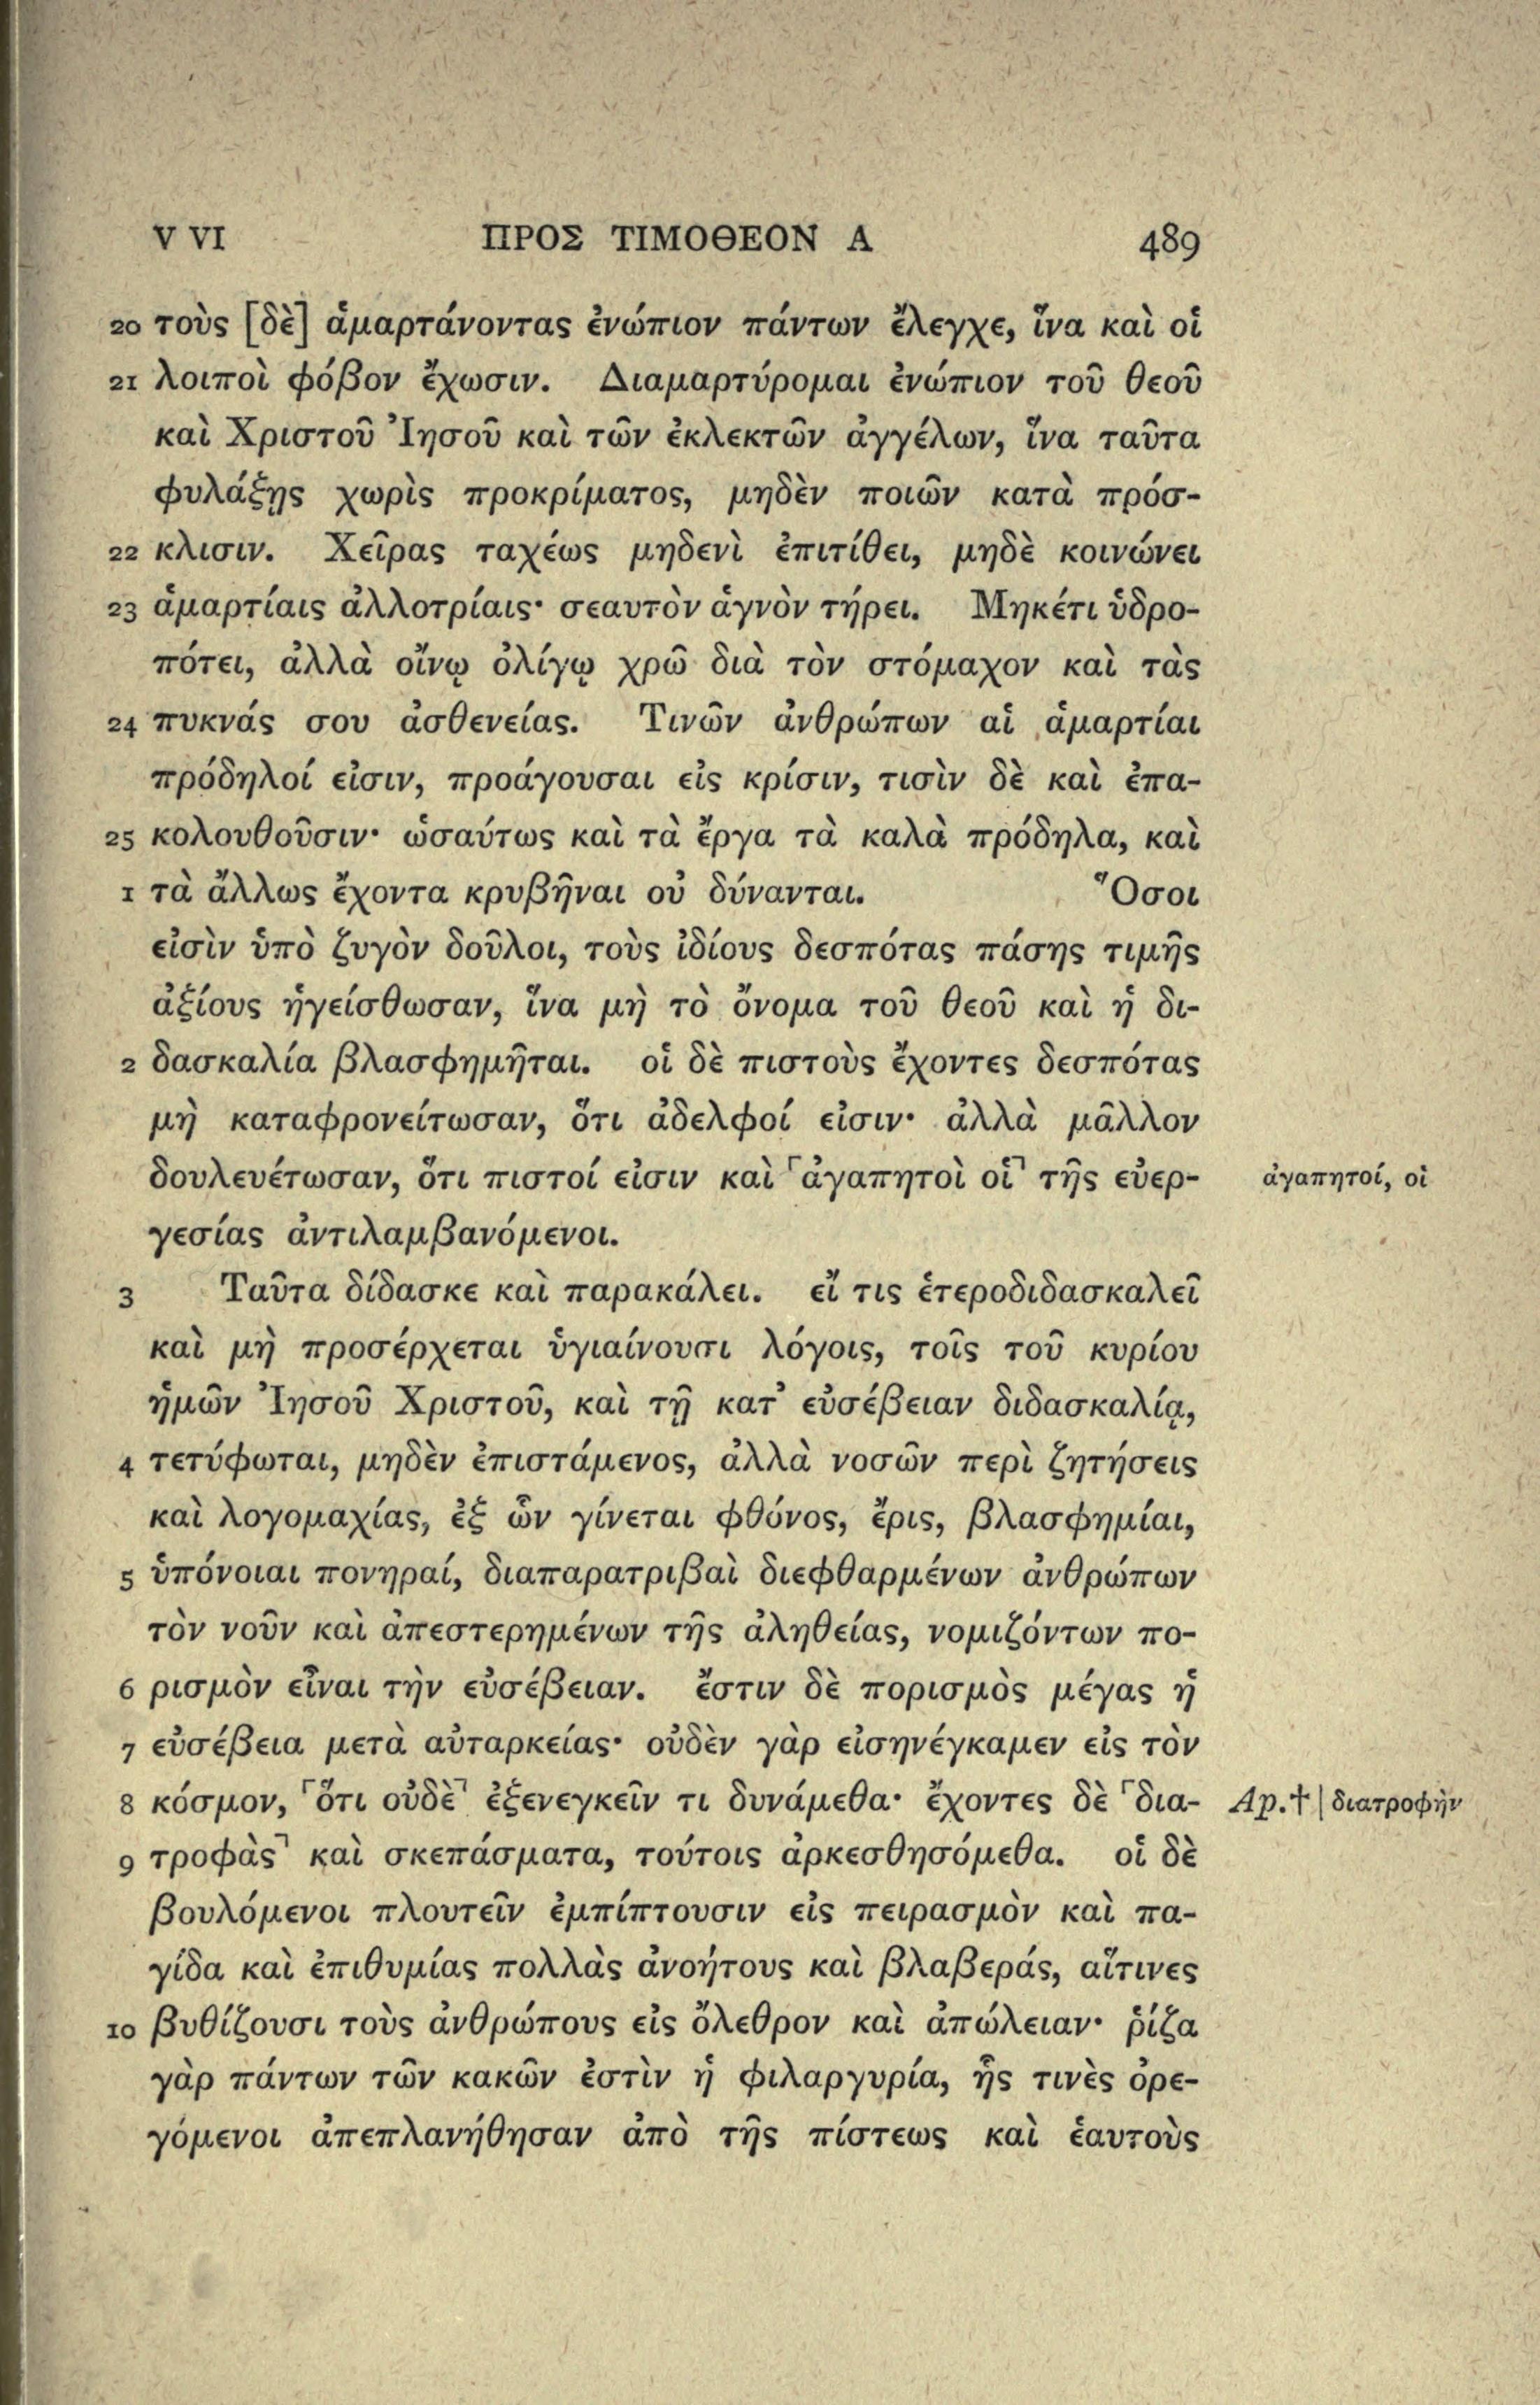 V VI ΠΡΟΣ ΤΙΜΟΘΕΟΝ Α 489
20 τοὺς [δὲ] ἁμαρτάνοντας ἐνώπιον πάντων ἔλεγχε, ἵνα καὶ οἱ
21 λοιποὶ φόβον ἔχωσιν. Διαμαρτύρομαι ἐνώπιον τοῦ θεοῦ
καὶ Χριστοῦ Ἰησοῦ καὶ τῶν ἐκλεκτῶν ἀγγέλων, ἵνα ταῦτα
φυλάξῃς χωρὶς προκρίματος, μηδὲν ποιῶν κατὰ πρόσ-
22 κλισιν. Χεῖρας ταχέως μηδενὶ ἐπιτίθει, μηδὲ κοινώνει
23 ἁμαρτίαις ἀλλοτρίαις· σεαυτὸν ἁγνὸν τήρει. Μηκέτι ὑδρο-
πότει, ἀλλὰ οἴνῳ ὀλίγῳ χρῶ διὰ τὸν στόμαχον καὶ τὰς
24 πυκνάς σου ἀσθενείας. Τινῶν ἀνθρώπων αἱ ἁμαρτίαι
πρόδηλοί εἰσιν, προάγουσαι εἰς κρίσιν, τισὶν δὲ καὶ ἐπα-
25 κολουθοῦσιν· ὡσαύτως καὶ τὰ ἔργα τὰ καλὰ πρόδηλα, καὶ
1 τὰ ἄλλως ἔχοντα κρυβῆναι οὐ δύνανται. Ὅσοι
εἰσὶν ὑπὸ ζυγὸν δοῦλοι, τοὺς ἰδίους δεσπότας πάσης τιμῆς
ἀξίους ἡγείσθωσαν, ἵνα μὴ τὸ ὄνομα τοῦ θεοῦ καὶ ἡ δι-
2 δασκαλία βλασφημῆται. οἱ δὲ πιστοὺς ἔχοντες δεσπότας
μὴ καταφρονείτωσαν, ὅτι ἀδελφοί εἰσιν· ἀλλὰ μᾶλλον
δουλευέτωσαν, ὅτι πιστοί εἰσιν καὶ ⌜ἀγαπητοὶ οἱ⌝ τῆς εὐερ- ἀγαπητοί, οἱ
γεσίας ἀντιλαμβανόμενοι.
3 Ταῦτα δίδασκε καὶ παρακάλει. εἴ τις ἑτεροδιδασκαλεῖ
καὶ μὴ προσέρχεται ὑγιαίνουσι λόγοις, τοῖς τοῦ κυρίου
ἡμῶν Ἰησοῦ Χριστοῦ, καὶ τῇ κατ᾽ εὐσέβειαν διδασκαλίᾳ,
4 τετύφωται, μηδὲν ἐπιστάμενος, ἀλλὰ νοσῶν περὶ ζητήσεις
καὶ λογομαχίας, ἐξ ὧν γίνεται φθόνος, ἔρις, βλασφημίαι,
5 ὑπόνοιαι πονηραί, διαπαρατριβαὶ διεφθαρμένων ἀνθρώπων
τὸν νοῦν καὶ ἀπεστερημένων τῆς ἀληθείας, νομιζόντων πο-
6 ρισμὸν εἶναι τὴν εὐσέβειαν. ἔστιν δὲ πορισμὸς μέγας ἡ
7 εὐσέβεια μετὰ αὐταρκείας· οὐδὲν γὰρ εἰσηνέγκαμεν εἰς τὸν
8 κόσμον, ⌜ὅτι οὐδὲ⌝ ἐξενεγκεῖν τι δυνάμεθα· ἔχοντες δὲ ⌜δια- Ap.† | διατροφὴν
9 τροφὰς⌝ καὶ σκεπάσματα, τούτοις ἀρκεσθησόμεθα. οἱ δὲ
βουλόμενοι πλουτεῖν ἐμπίπτουσιν εἰς πειρασμὸν καὶ πα-
γίδα καὶ ἐπιθυμίας πολλὰς ἀνοήτους καὶ βλαβεράς, αἵτινες
10 βυθίζουσι τοὺς ἀνθρώπους εἰς ὄλεθρον καὶ ἀπώλειαν· ῥίζα
γὰρ πάντων τῶν κακῶν ἐστὶν ἡ φιλαργυρία, ἧς τινὲς ὀρε-
γόμενοι ἀπεπλανήθησαν ἀπὸ τῆς πίστεως καὶ ἑαυτοὺς